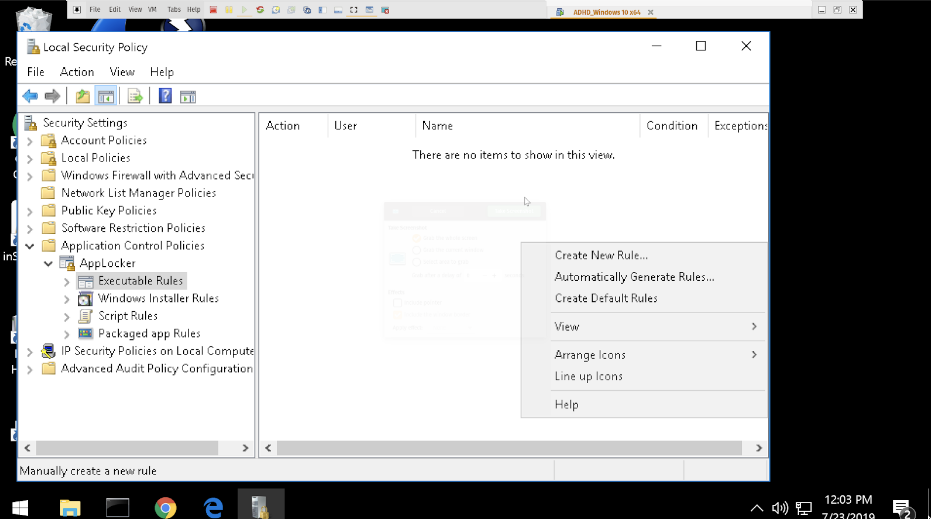 File Edit View VM Tabs Help
ADHD_Windows 10 x64
Local Security Policy
File Action View Help
Security Settings
Account Policies
Local Policies
Windows Firewall with Advanced Secu
Network List Manager Policies
Public Key Policies
Software Restriction Policies
Application Control Policies
AppLocker
Executable Rules
Windows Installer Rules
Script Rules
Packaged app Rules
IP Security Policies on Local Compute
Advanced Audit Policy Configuration
Action User Name Condition Exceptions
There are no items to show in this view.
Create New Rule...
Automatically Generate Rules...
Create Default Rules
View
Arrange Icons
Line up Icons
Help
Manually create a new rule
12:03 PM
7/23/2019
2